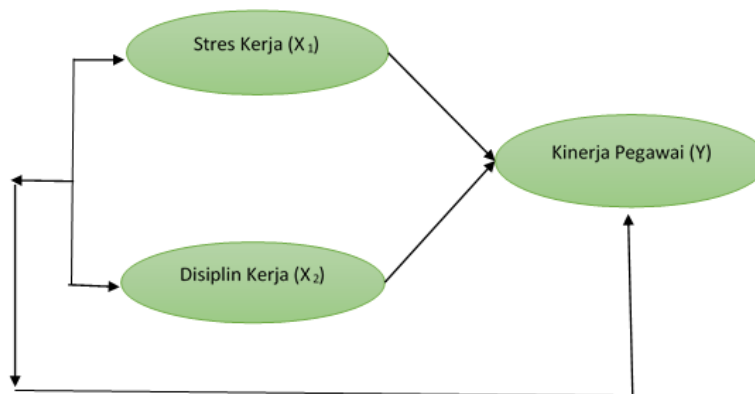 Stres Kerja (X₁)
Kinerja Pegawai (Y)
Disiplin Kerja (X₂)